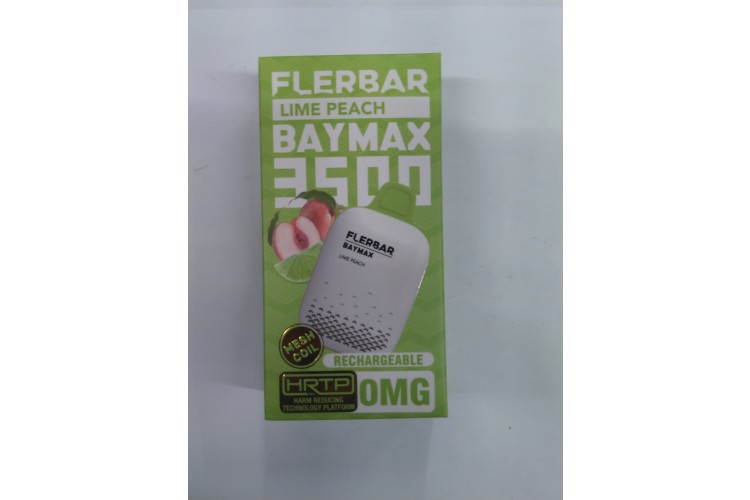 FLERBAR
LIME PEACH
BAYMAX
3500
FLERBAR
BAYMAX
LIME PEACH
MESH
COIL
RECHARGEABLE
HRTP
HARM REDUCING
TECHNOLOGY PLATFORM
0MG